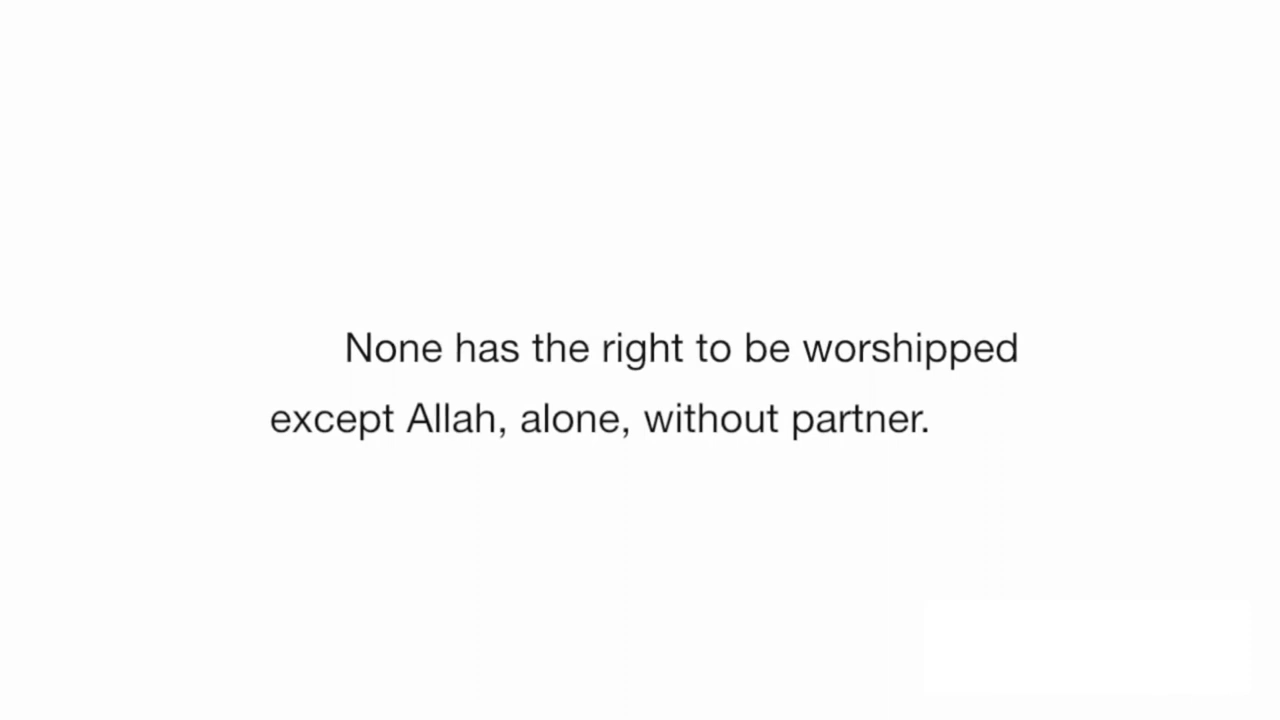 None has the right to be worshipped
except Allah, alone, without partner.